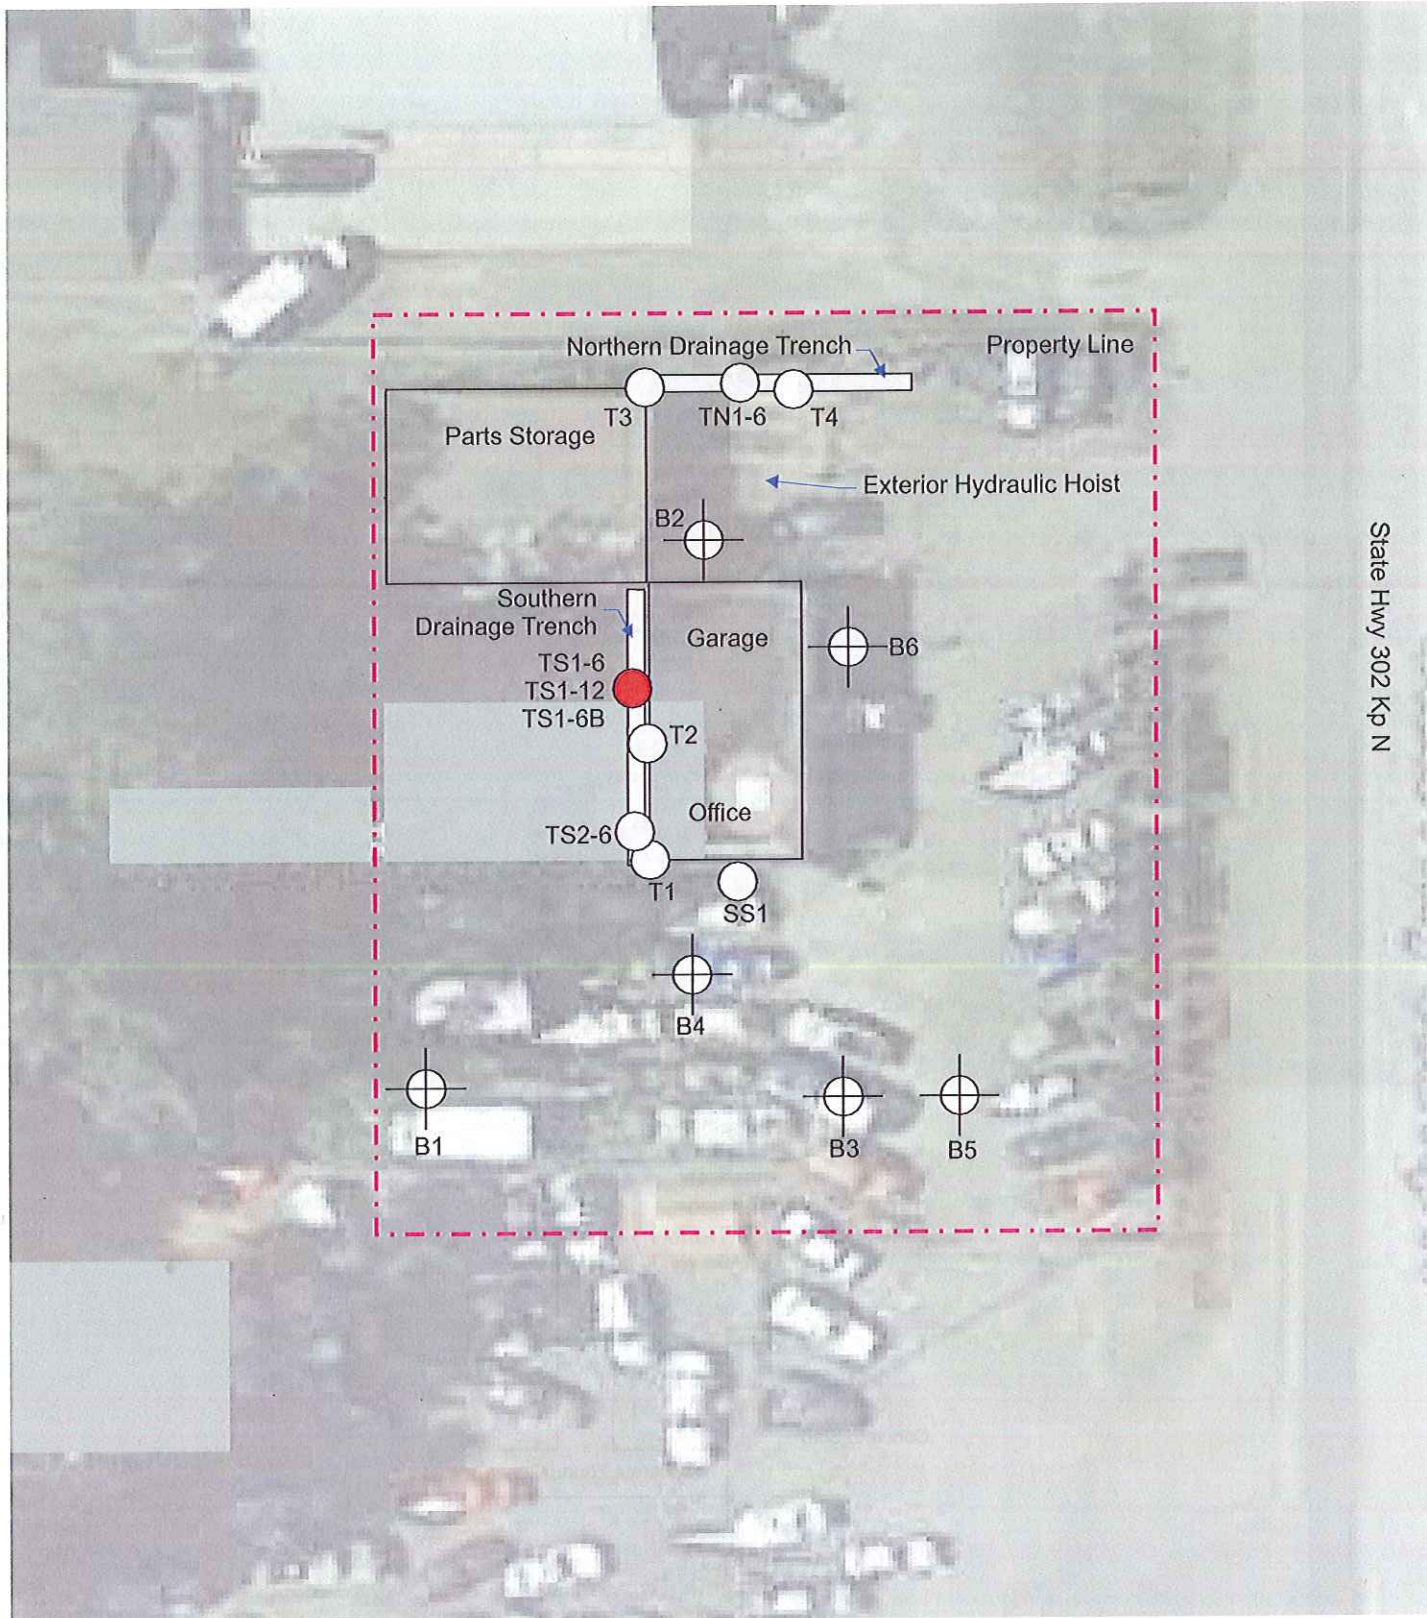 Northern Drainage Trench
Property Line
T3
TN1-6
T4
Parts Storage
Exterior Hydraulic Hoist
B2
Southern
Drainage Trench
Garage
B6
TS1-6
TS1-12
TS1-6B
T2
Office
TS2-6
T1
SS1
B4
B1
B3
B5
State Hwy 302 Kp N